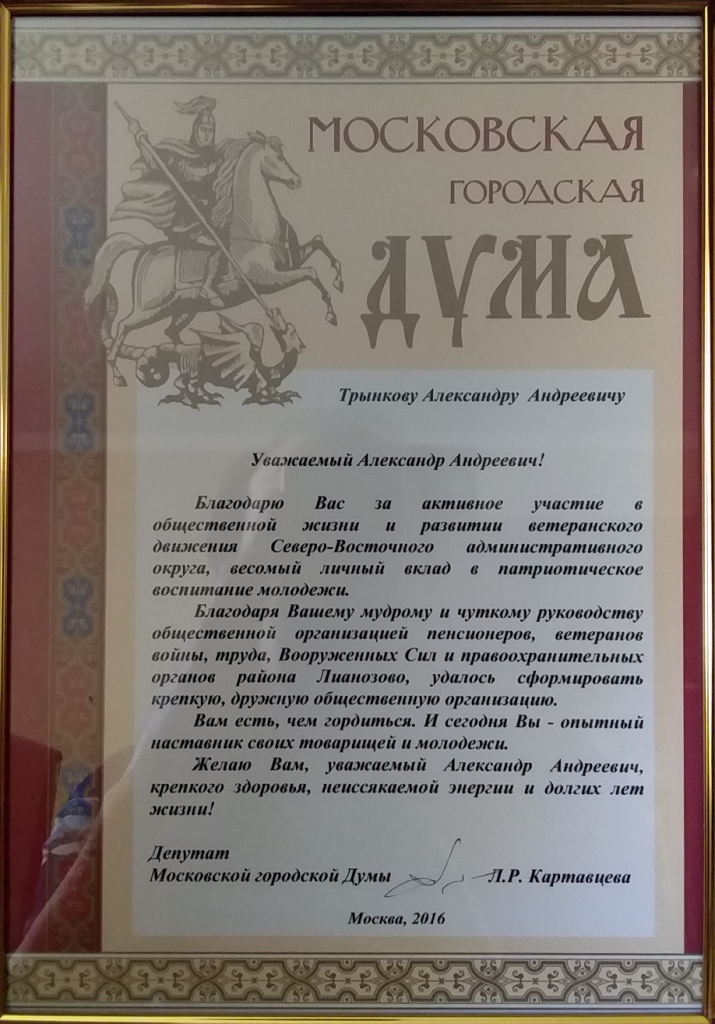 МОСКОВСКАЯ
ГОРОДСКАЯ
ДУМА
Трынкову Александру Андреевичу
Уважаемый Александр Андреевич!
Благодарю Вас за активное участие в
общественной жизни и развитии ветеранского
движения Северо-Восточного административного
округа, весомый личный вклад в патриотическое
воспитание молодежи.
Благодаря Вашему мудрому и чуткому руководству
общественной организацией пенсионеров, ветеранов
войны, труда, Вооруженных Сил и правоохранительных
органов района Лианозово, удалось сформировать
крепкую, дружную общественную организацию.
Вам есть, чем гордиться. И сегодня Вы - опытный
наставник своих товарищей и молодежи.
Желаю Вам, уважаемый Александр Андреевич,
крепкого здоровья, неиссякаемой энергии и долгих лет
жизни!
Депутат
Московской городской Думы Л.Р. Картавцева
Москва, 2016